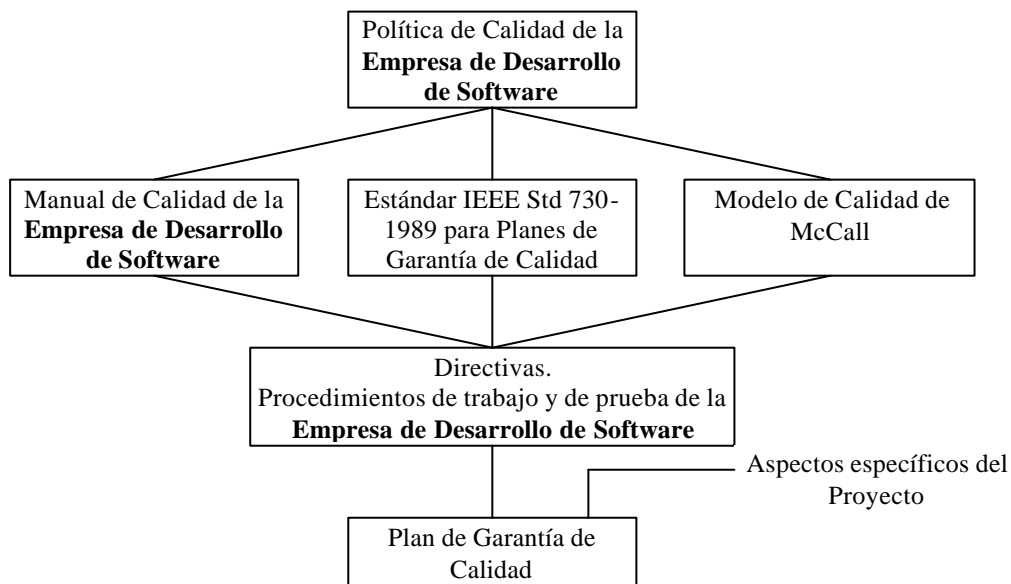 Política de Calidad de la
Empresa de Desarrollo
de Software
Manual de Calidad de la
Empresa de Desarrollo
de Software
Estándar IEEE Std 730-
1989 para Planes de
Garantía de Calidad
Modelo de Calidad de
McCall
Directivas.
Procedimientos de trabajo y de prueba de la
Empresa de Desarrollo de Software
Aspectos específicos del
Proyecto
Plan de Garantía de
Calidad